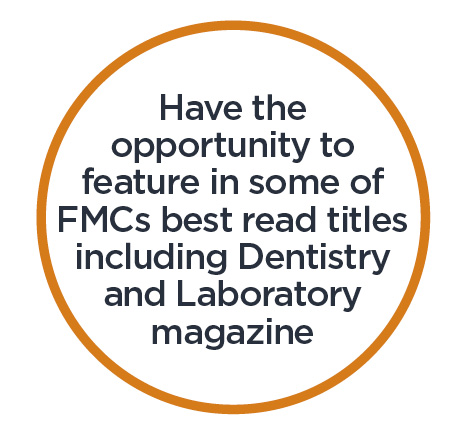 Have the
opportunity to
feature in some of
FMCs best read titles
including Dentistry
and Laboratory
magazine